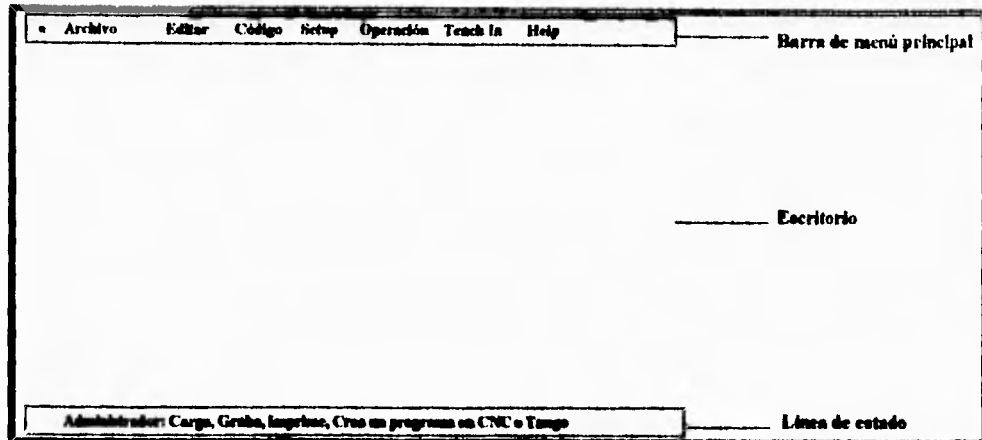 Archivo Editar Código Setup Operación Teach In Help
Barra de menú principal
Escritorio
Administrador: Carga, Graba, Imprime, Crea un programa en CNC o Tango
Línea de estado